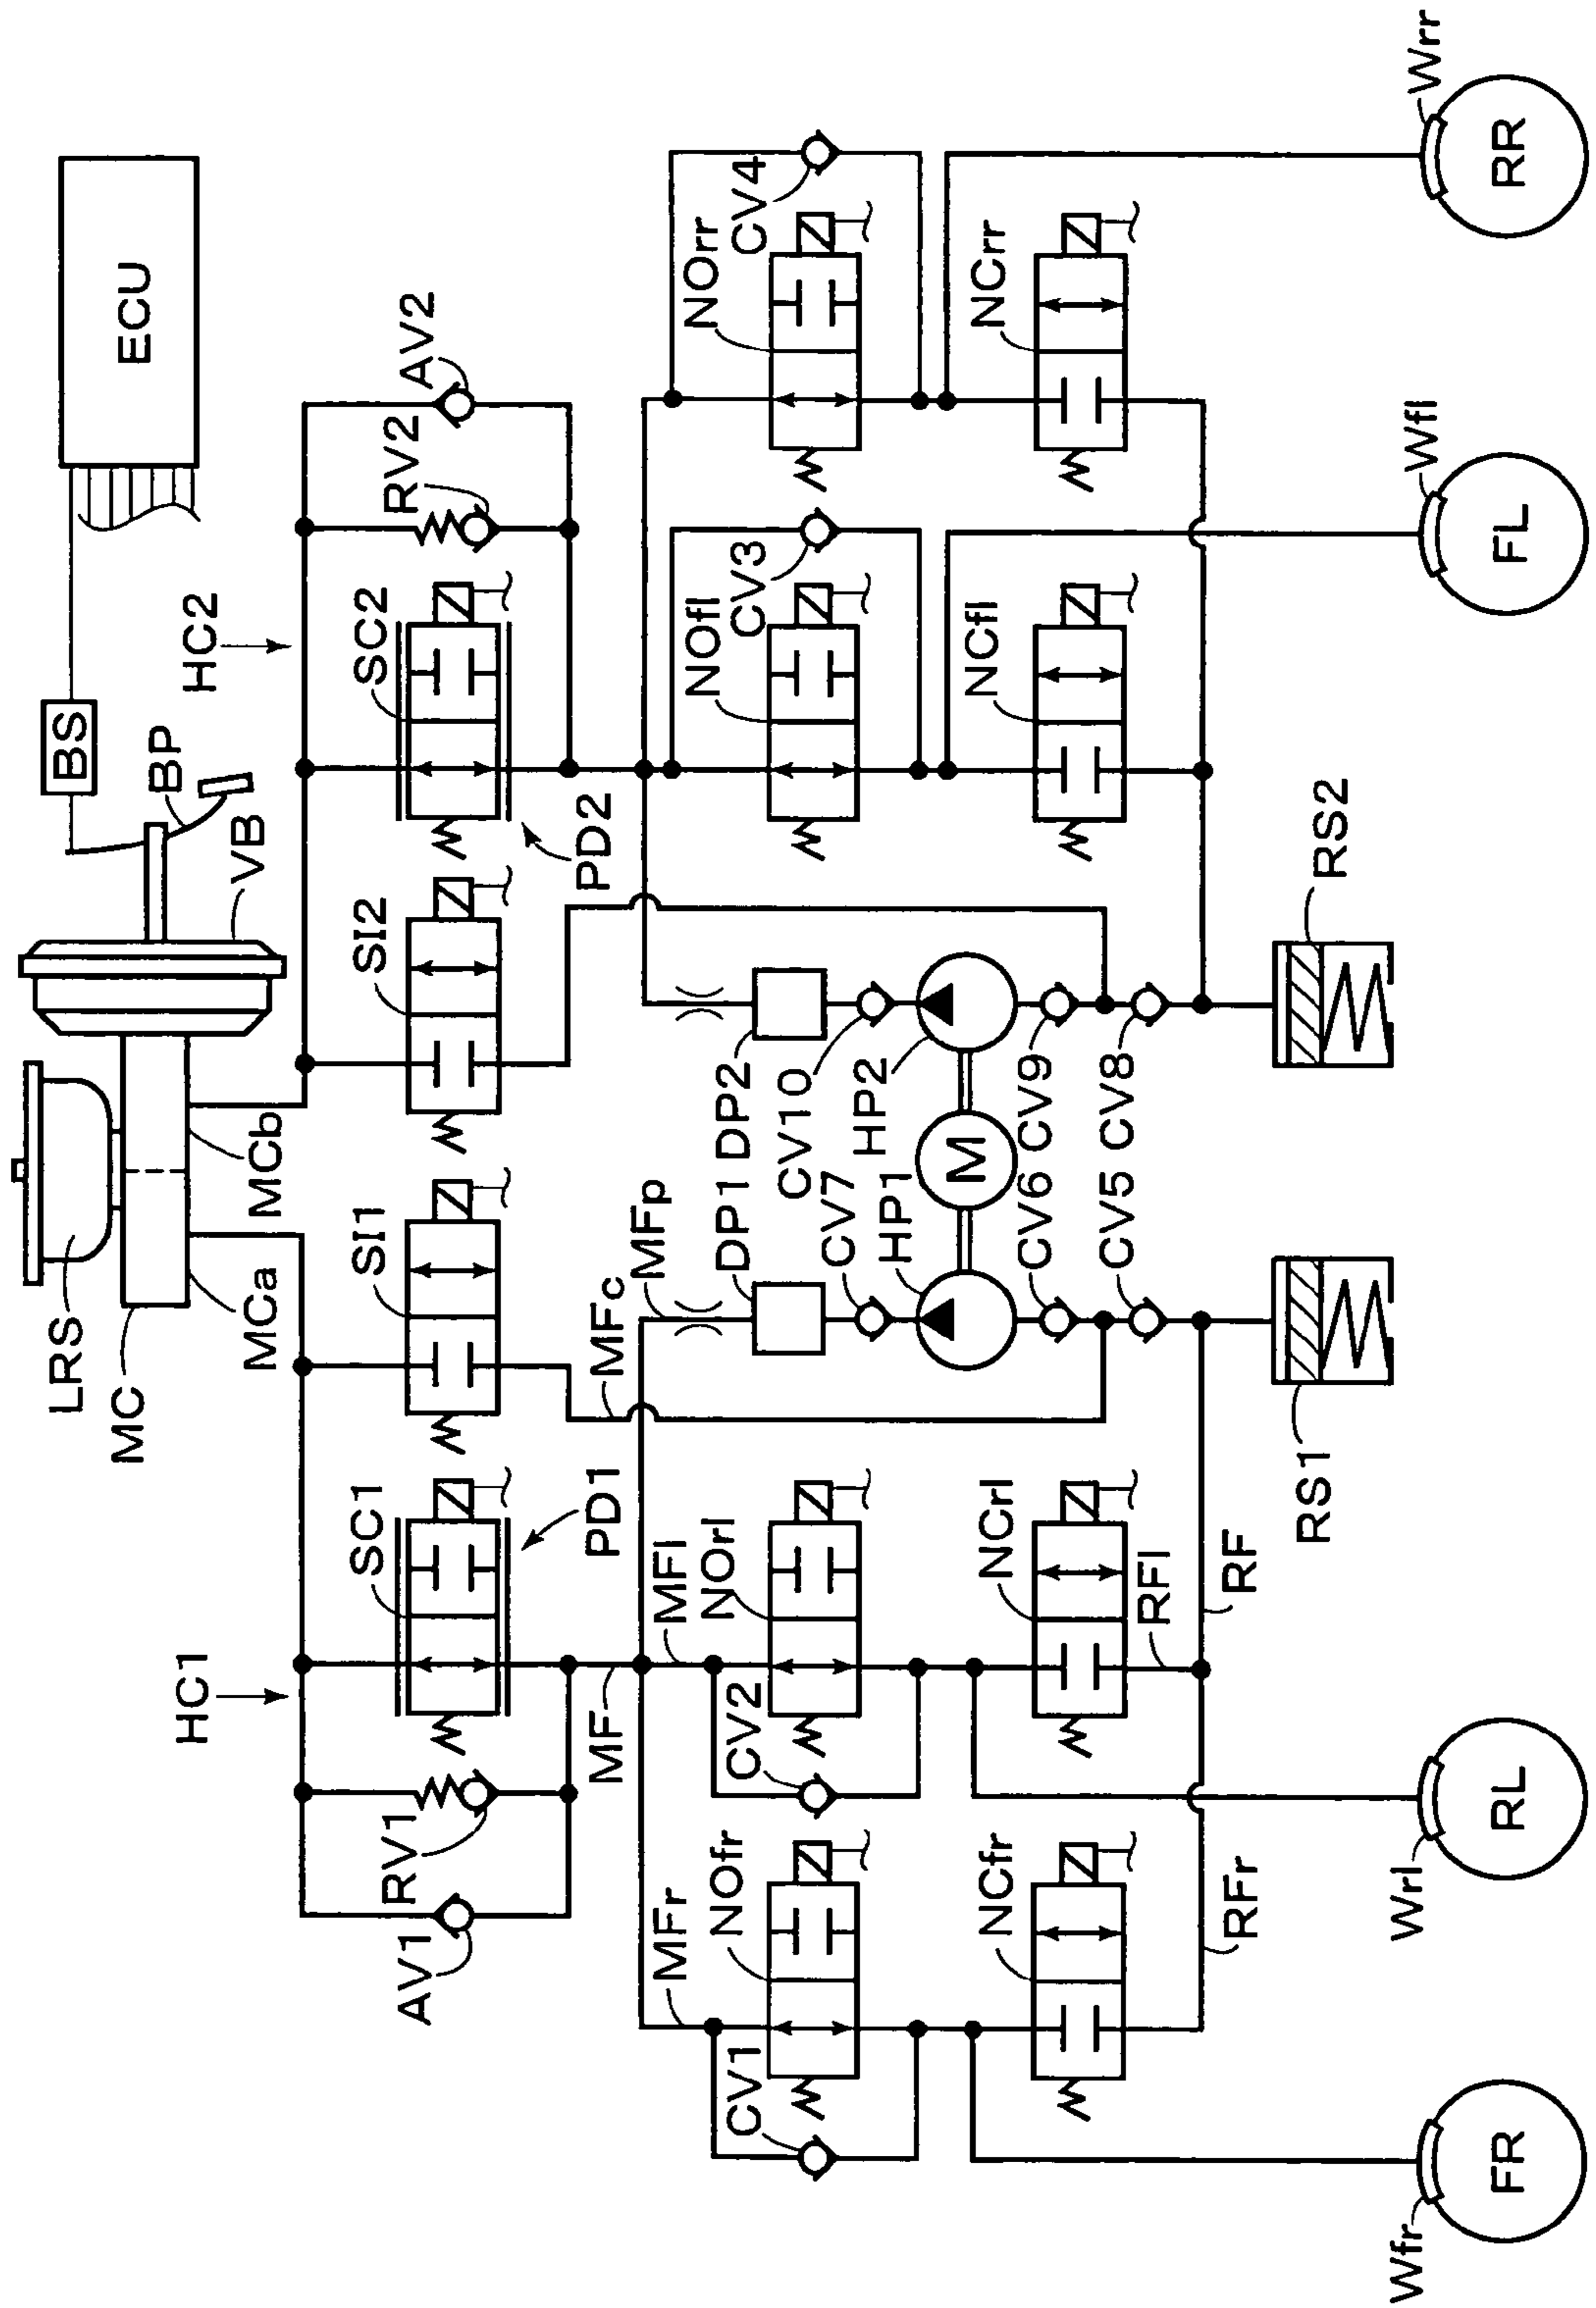 ECU
BS
BP
VB
LRS
MC
MCa
MCb
HC1
HC2
AV1
RV1
SC1
PD1
SI1
SI2
SC2
PD2
RV2
AV2
MF
MFr
MFl
MFc
MFp
CV1
NOfr
CV2
NOrl
DP1
DP2
CV7
CV10
HP1
HP2
M
NOfl
CV3
NOrr
CV4
NCfr
NCrl
CV6
CV9
CV5
CV8
NCfl
NCrr
RFr
RFl
RF
RS1
RS2
Wfr
FR
Wrl
RL
Wfl
FL
Wrr
RR